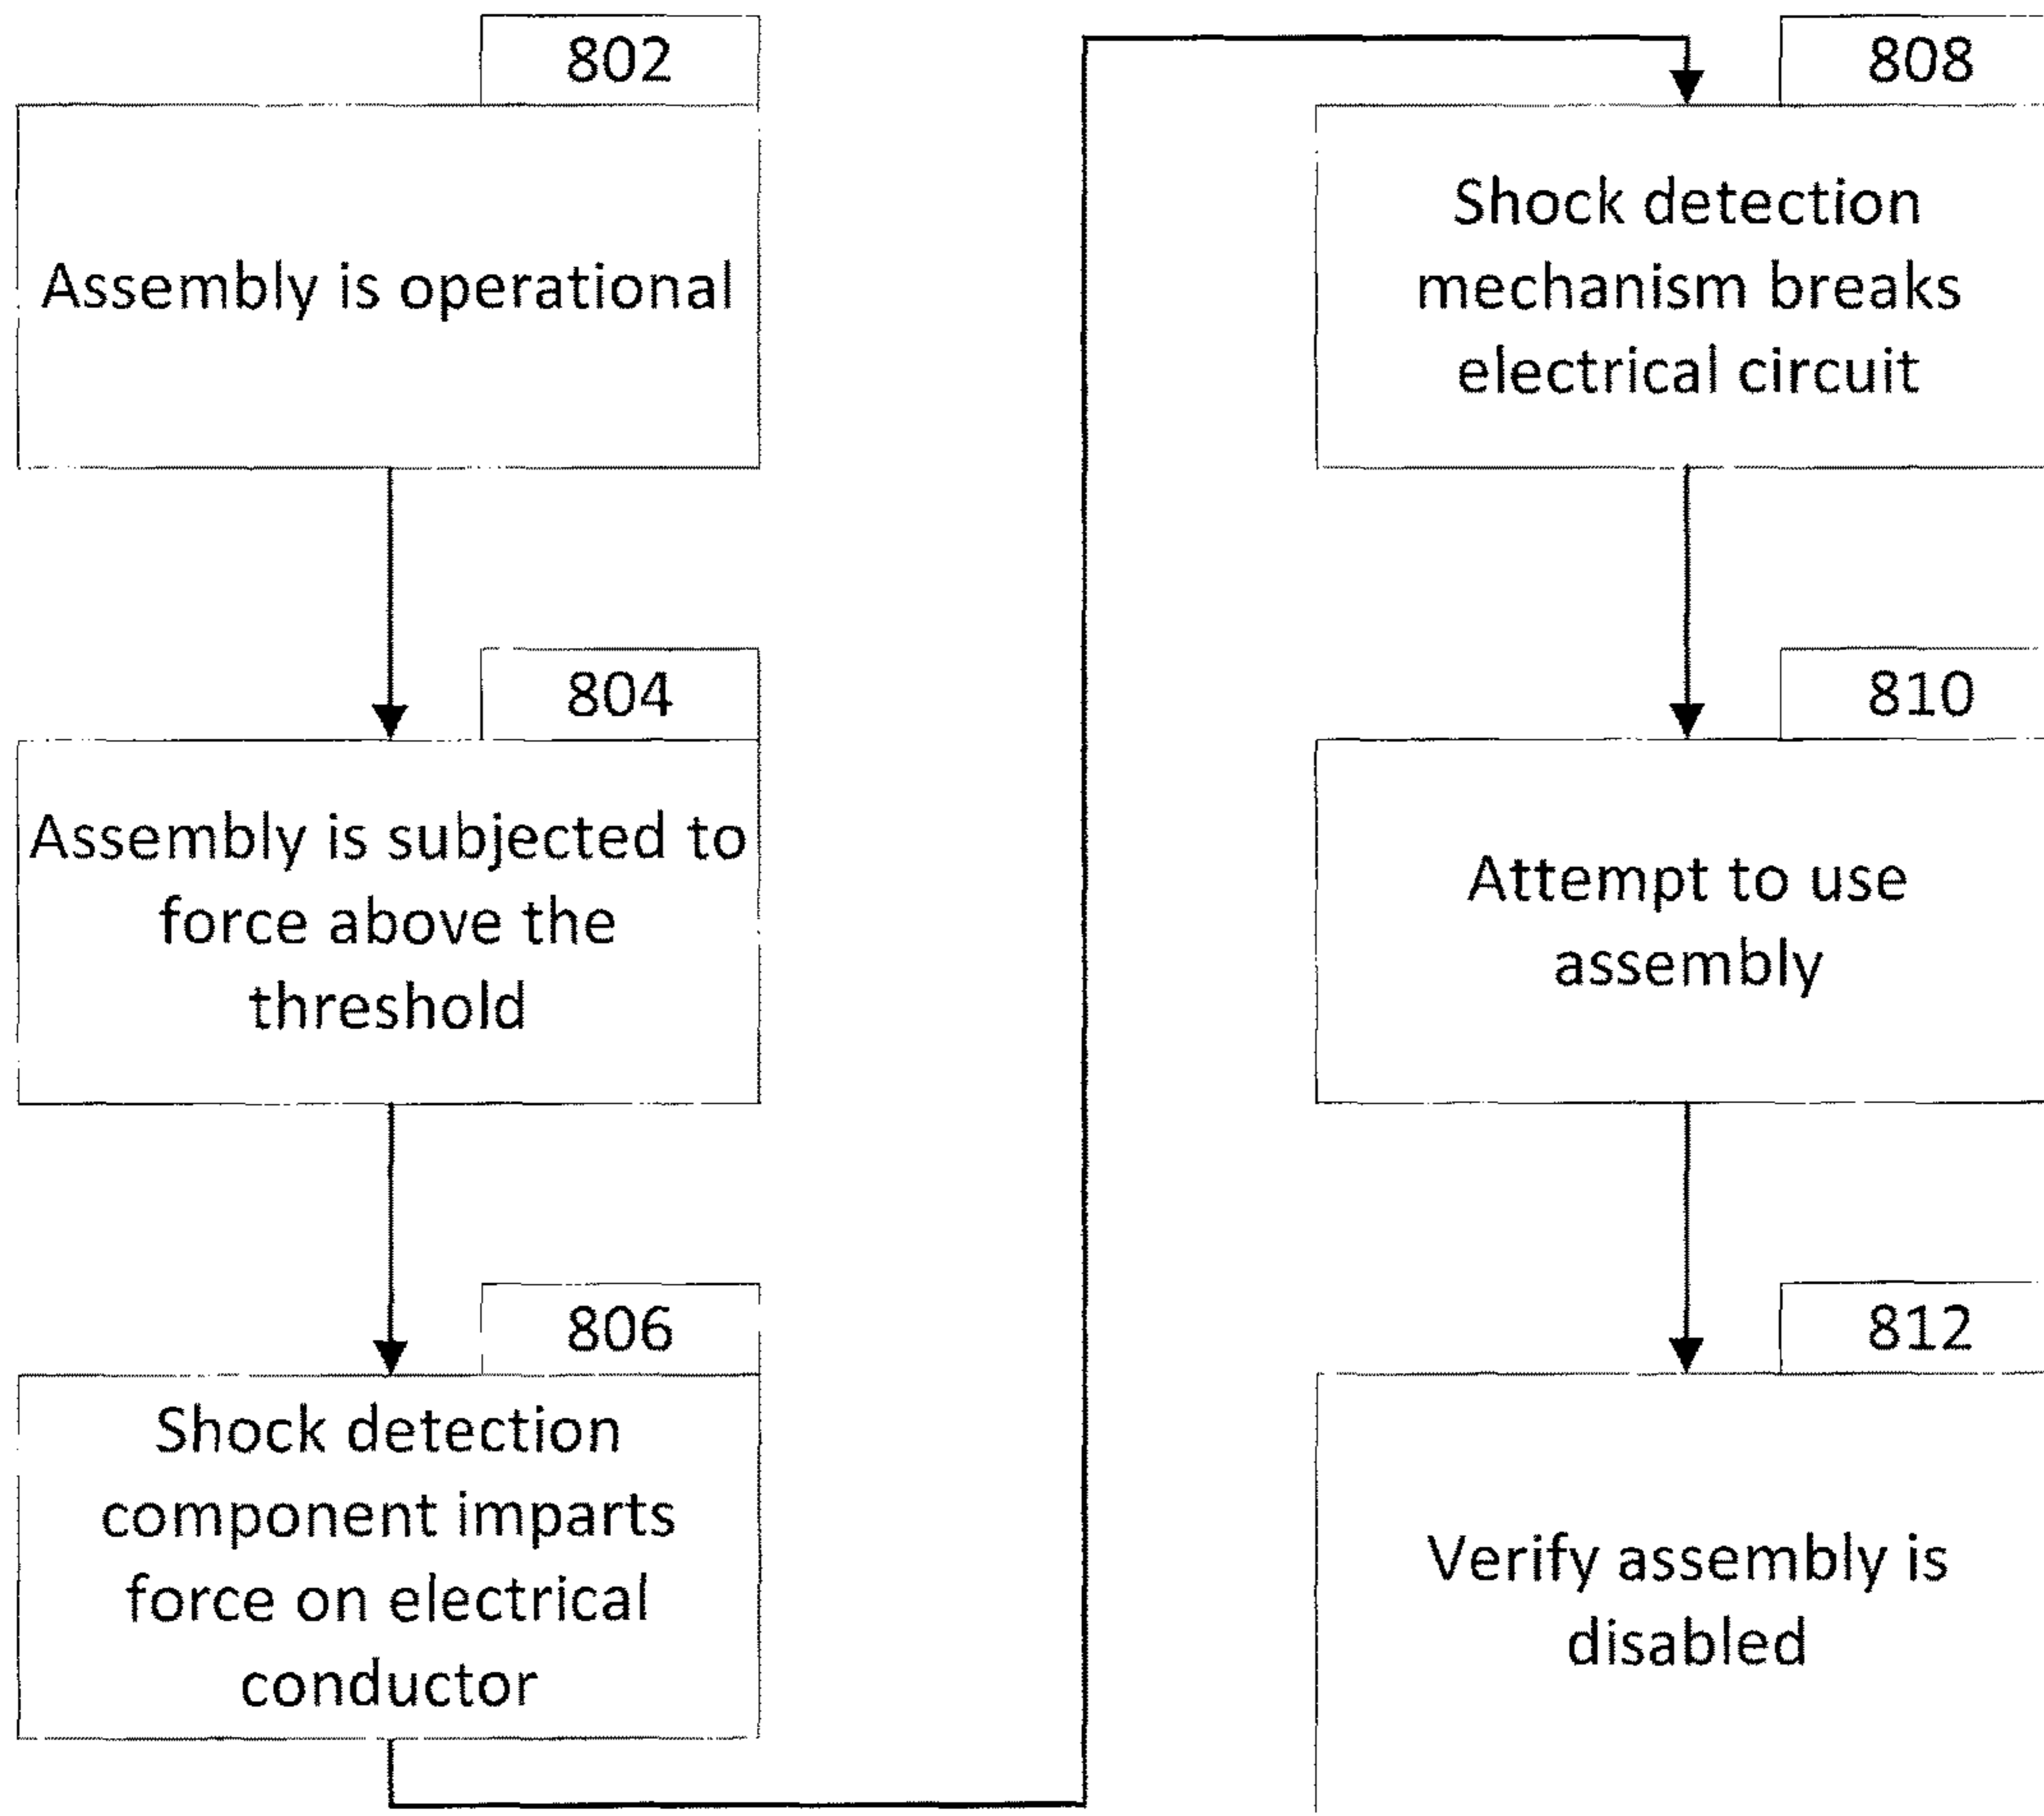 802
Assembly is operational
804
Assembly is subjected to
force above the
threshold
806
Shock detection
component imparts
force on electrical
conductor
808
Shock detection
mechanism breaks
electrical circuit
810
Attempt to use
assembly
812
Verify assembly is
disabled